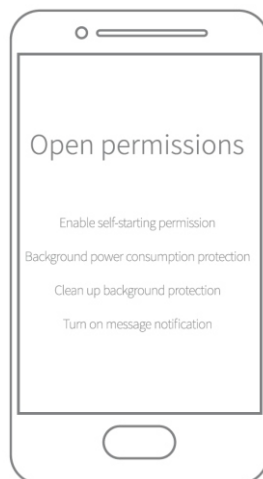 Open permissions
Enable self-starting permission
Background power consumption protection
Clean up background protection
Turn on message notification